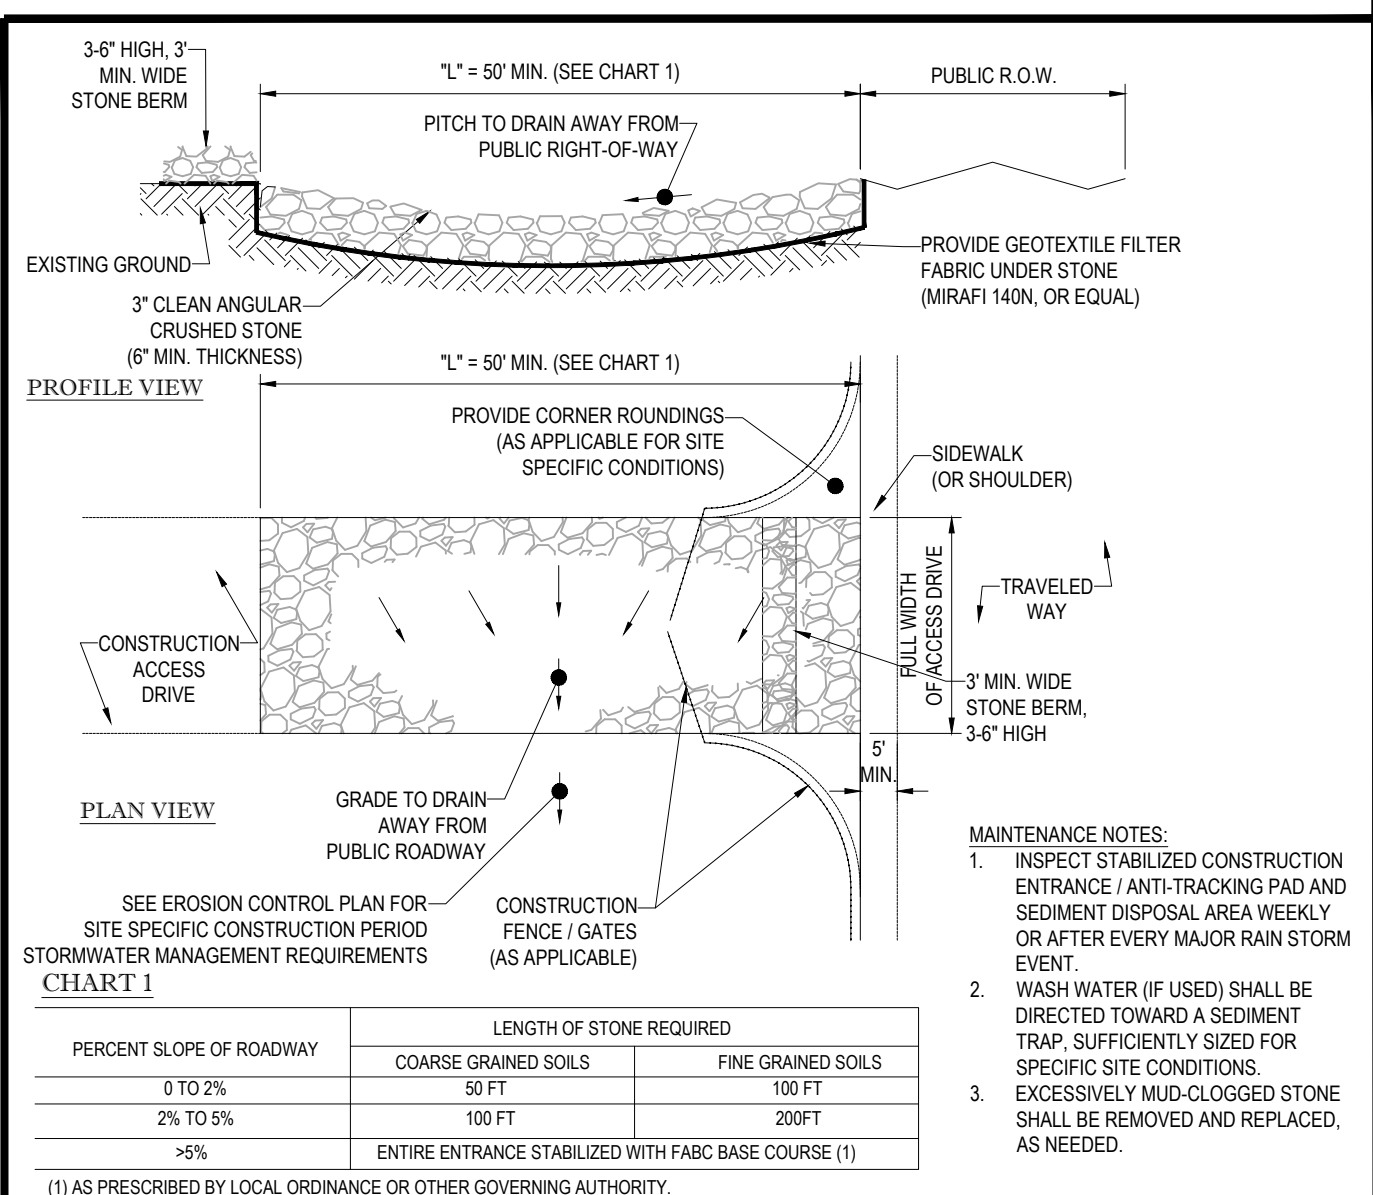 3-6" HIGH, 3'
MIN. WIDE
STONE BERM
"L" = 50' MIN. (SEE CHART 1)
PUBLIC R.O.W.
PITCH TO DRAIN AWAY FROM
PUBLIC RIGHT-OF-WAY
EXISTING GROUND
3" CLEAN ANGULAR
CRUSHED STONE
(6" MIN. THICKNESS)
PROVIDE GEOTEXTILE FILTER
FABRIC UNDER STONE
(MIRAFI 140N, OR EQUAL)
PROFILE VIEW
"L" = 50' MIN. (SEE CHART 1)
PROVIDE CORNER ROUNDINGS
(AS APPLICABLE FOR SITE
SPECIFIC CONDITIONS)
SIDEWALK
(OR SHOULDER)
FULL WIDTH
OF ACCESS DRIVE
TRAVELED
WAY
CONSTRUCTION
ACCESS
DRIVE
3' MIN. WIDE
STONE BERM,
3-6" HIGH
5'
MIN.
PLAN VIEW
GRADE TO DRAIN
AWAY FROM
PUBLIC ROADWAY
SEE EROSION CONTROL PLAN FOR
SITE SPECIFIC CONSTRUCTION PERIOD
STORMWATER MANAGEMENT REQUIREMENTS
CONSTRUCTION
FENCE / GATES
(AS APPLICABLE)
MAINTENANCE NOTES:
1. INSPECT STABILIZED CONSTRUCTION
ENTRANCE / ANTI-TRACKING PAD AND
SEDIMENT DISPOSAL AREA WEEKLY
OR AFTER EVERY MAJOR RAIN STORM
EVENT.
2. WASH WATER (IF USED) SHALL BE
DIRECTED TOWARD A SEDIMENT
TRAP, SUFFICIENTLY SIZED FOR
SPECIFIC SITE CONDITIONS.
3. EXCESSIVELY MUD-CLOGGED STONE
SHALL BE REMOVED AND REPLACED,
AS NEEDED.
CHART 1
PERCENT SLOPE OF ROADWAY
LENGTH OF STONE REQUIRED
COARSE GRAINED SOILS FINE GRAINED SOILS
0 TO 2% 50 FT 100 FT
2% TO 5% 100 FT 200FT
>5% ENTIRE ENTRANCE STABILIZED WITH FABC BASE COURSE (1)
(1) AS PRESCRIBED BY LOCAL ORDINANCE OR OTHER GOVERNING AUTHORITY.